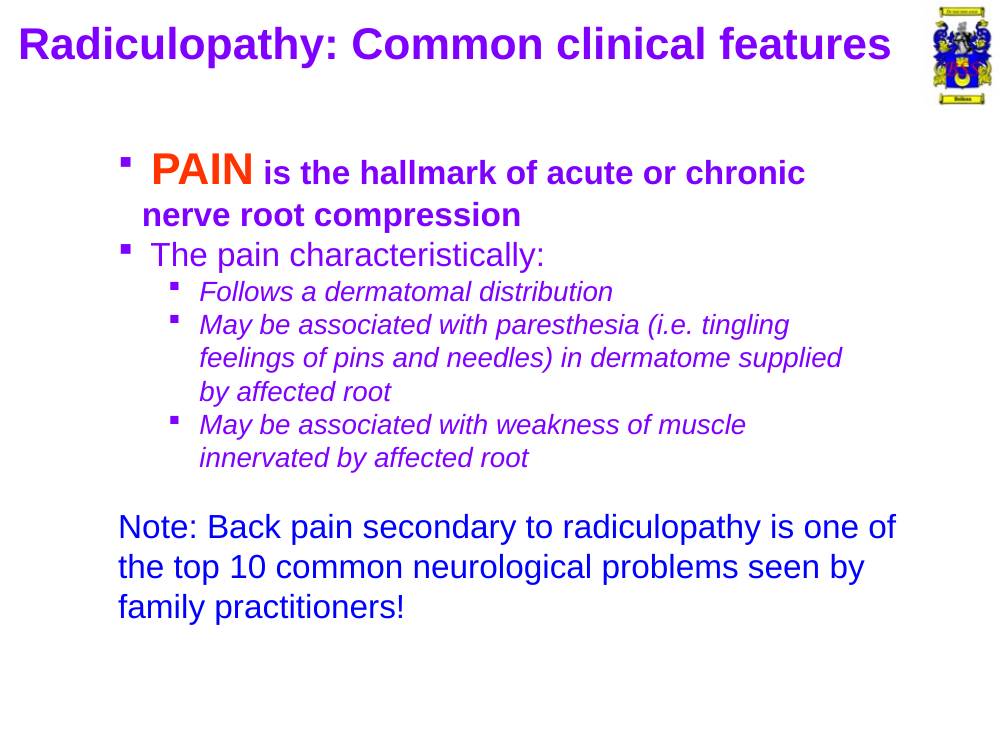 Radiculopathy: Common clinical features
▪ PAIN is the hallmark of acute or chronic
nerve root compression
▪ The pain characteristically:
▪ Follows a dermatomal distribution
▪ May be associated with paresthesia (i.e. tingling
feelings of pins and needles) in dermatome supplied
by affected root
▪ May be associated with weakness of muscle
innervated by affected root
Note: Back pain secondary to radiculopathy is one of
the top 10 common neurological problems seen by
family practitioners!